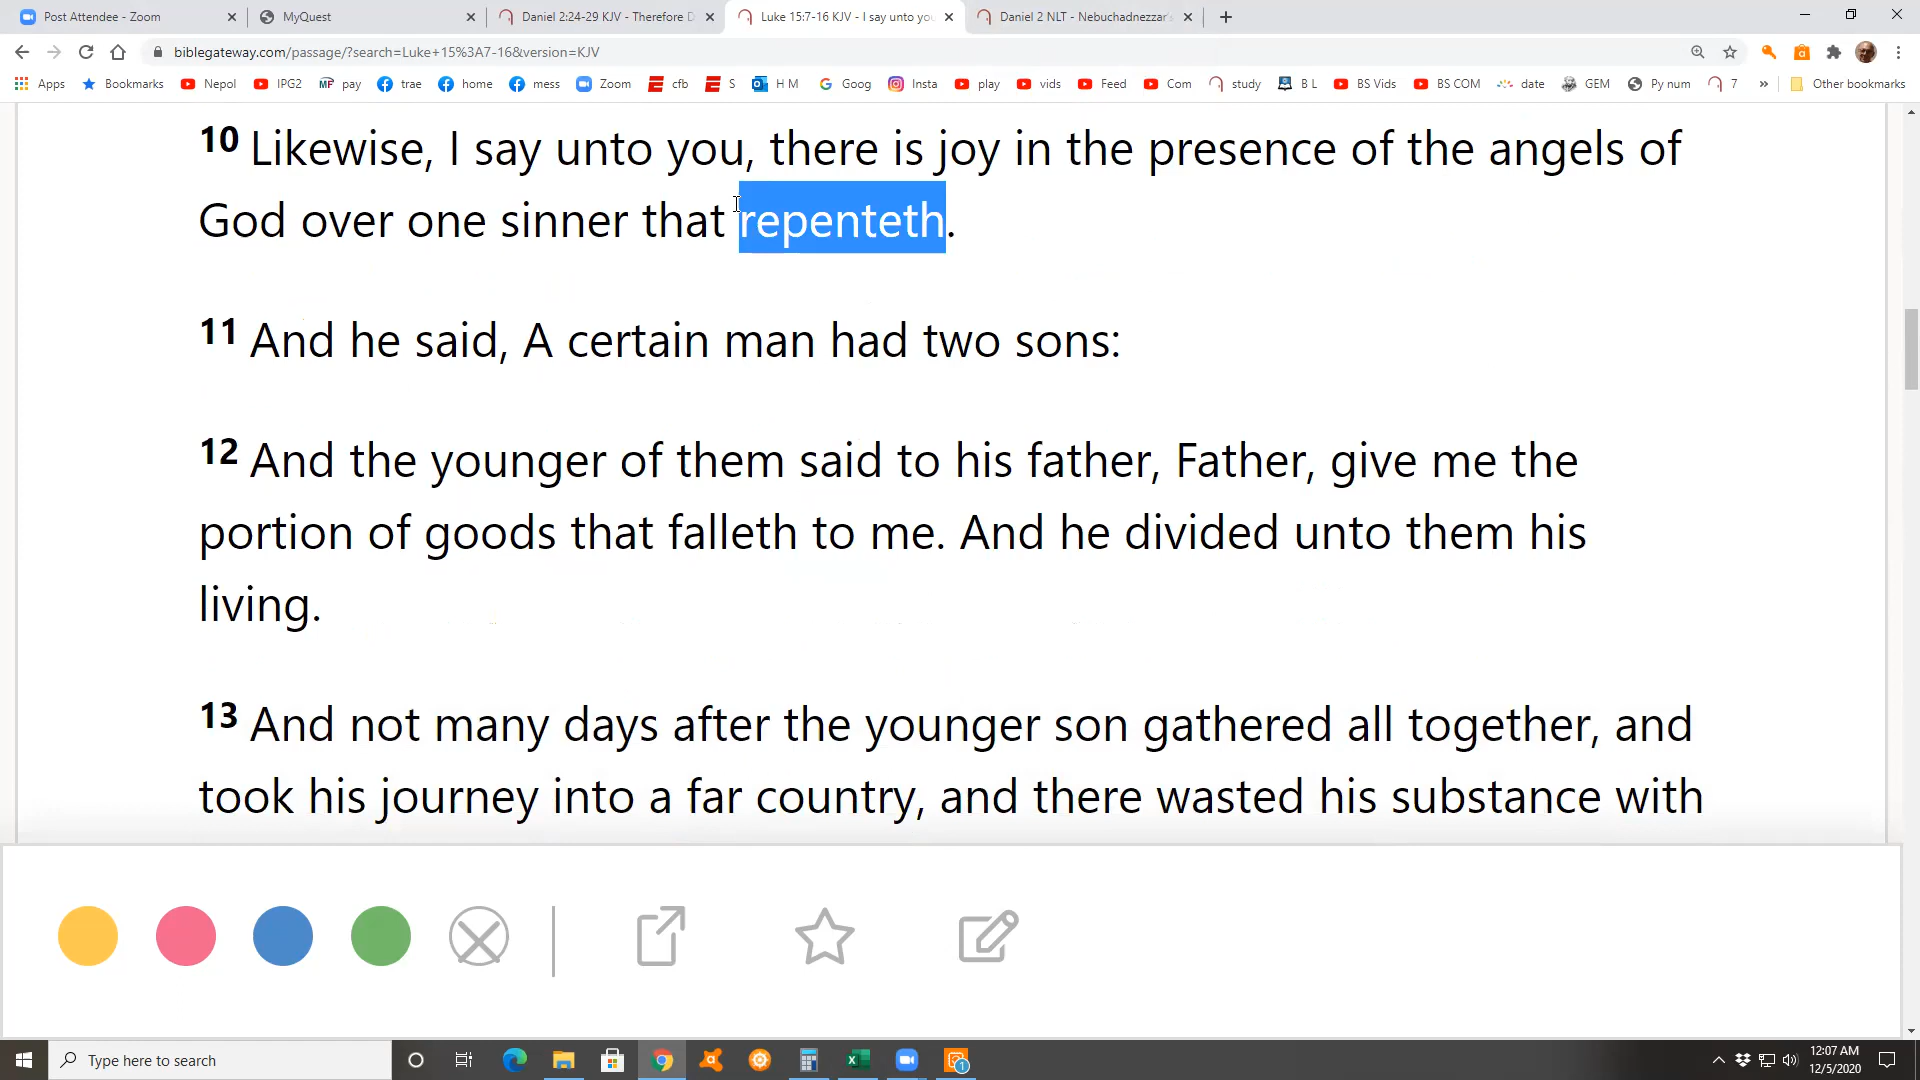 Post Attendee - Zoom
MyQuest
Daniel 2:24-29 KJV - Therefore D
Luke 15:7-16 KJV - I say unto you
Daniel 2 NLT - Nebuchadnezzar's
biblegateway.com/passage/?search=Luke+15%3A7-16&version=KJV
Apps Bookmarks Nepol IPG2 pay trae home mess Zoom cfb S H M Goog Insta play vids Feed Com study B L BS Vids BS COM date GEM Py num 7 » Other bookmarks
10 Likewise, I say unto you, there is joy in the presence of the angels of
God over one sinner that repenteth.
11 And he said, A certain man had two sons:
12 And the younger of them said to his father, Father, give me the
portion of goods that falleth to me. And he divided unto them his
living.
13 And not many days after the younger son gathered all together, and
took his journey into a far country, and there wasted his substance with
Type here to search
1
12:07 AM
12/5/2020